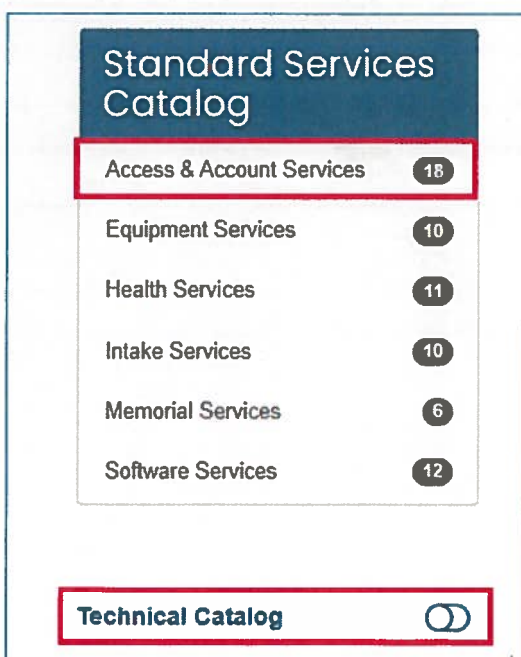 Standard Services
Catalog
Access & Account Services 18
Equipment Services 10
Health Services 11
Intake Services 10
Memorial Services 6
Software Services 12
Technical Catalog